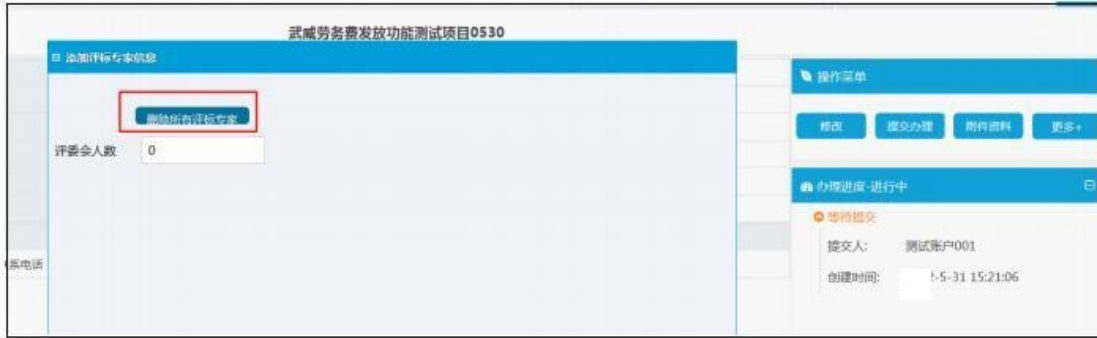 武威劳务费发放功能测试项目0530
添加评标专家信息
删除所有评标专家
评委会人数 0
系电话
操作菜单
修改 提交办理 附件资料 更多+
办理进度-进行中
等待提交
提交人: 测试账户001
创建时间: 2-5-31 15:21:06